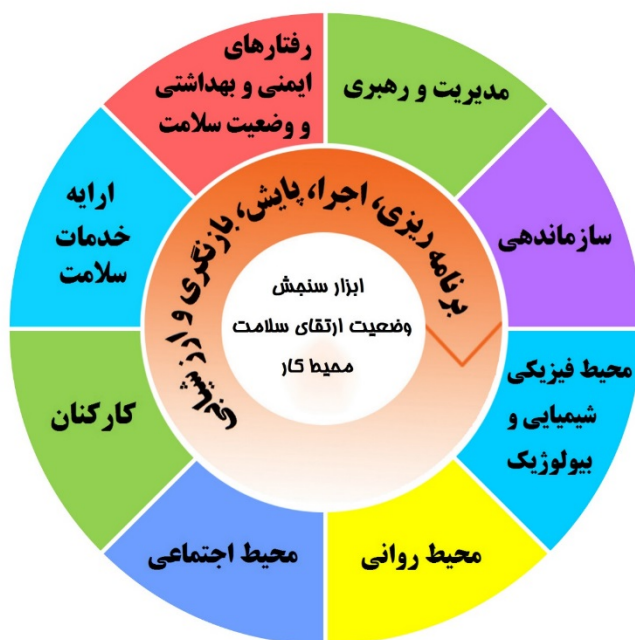 مدیریت و رهبری
سازماندهی
محیط فیزیکی
شیمیایی و
بیولوژیک
محیط روانی
محیط اجتماعی
کارکنان
ارایه
خدمات
سلامت
رفتارهای
ایمنی و بهداشتی
و وضعیت سلامت
برنامه ریزی، اجرا، پایش، بازنگری و ارزشیابی
ابزار سنجش
وضعیت ارتقای سلامت
محیط کار